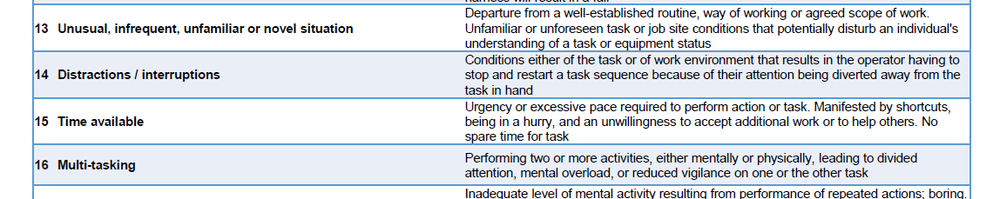 harness will result in a fall
Departure from a well-established routine, way of working or agreed scope of work.
13 Unusual, infrequent, unfamiliar or novel situation
Unfamiliar or unforeseen task or job site conditions that potentially disturb an individual's
understanding of a task or equipment status
Conditions either of the task or of work environment that results in the operator having to
14 Distractions / interruptions
stop and restart a task sequence because of their attention being diverted away from the
task in hand
Urgency or excessive pace required to perform action or task. Manifested by shortcuts,
15 Time available
being in a hurry, and an unwillingness to accept additional work or to help others. No
spare time for task
16 Multi-tasking
Performing two or more activities, either mentally or physically, leading to divided
attention, mental overload, or reduced vigilance on one or the other task
Inadequate level of mental activity resulting from performance of repeated actions; boring.